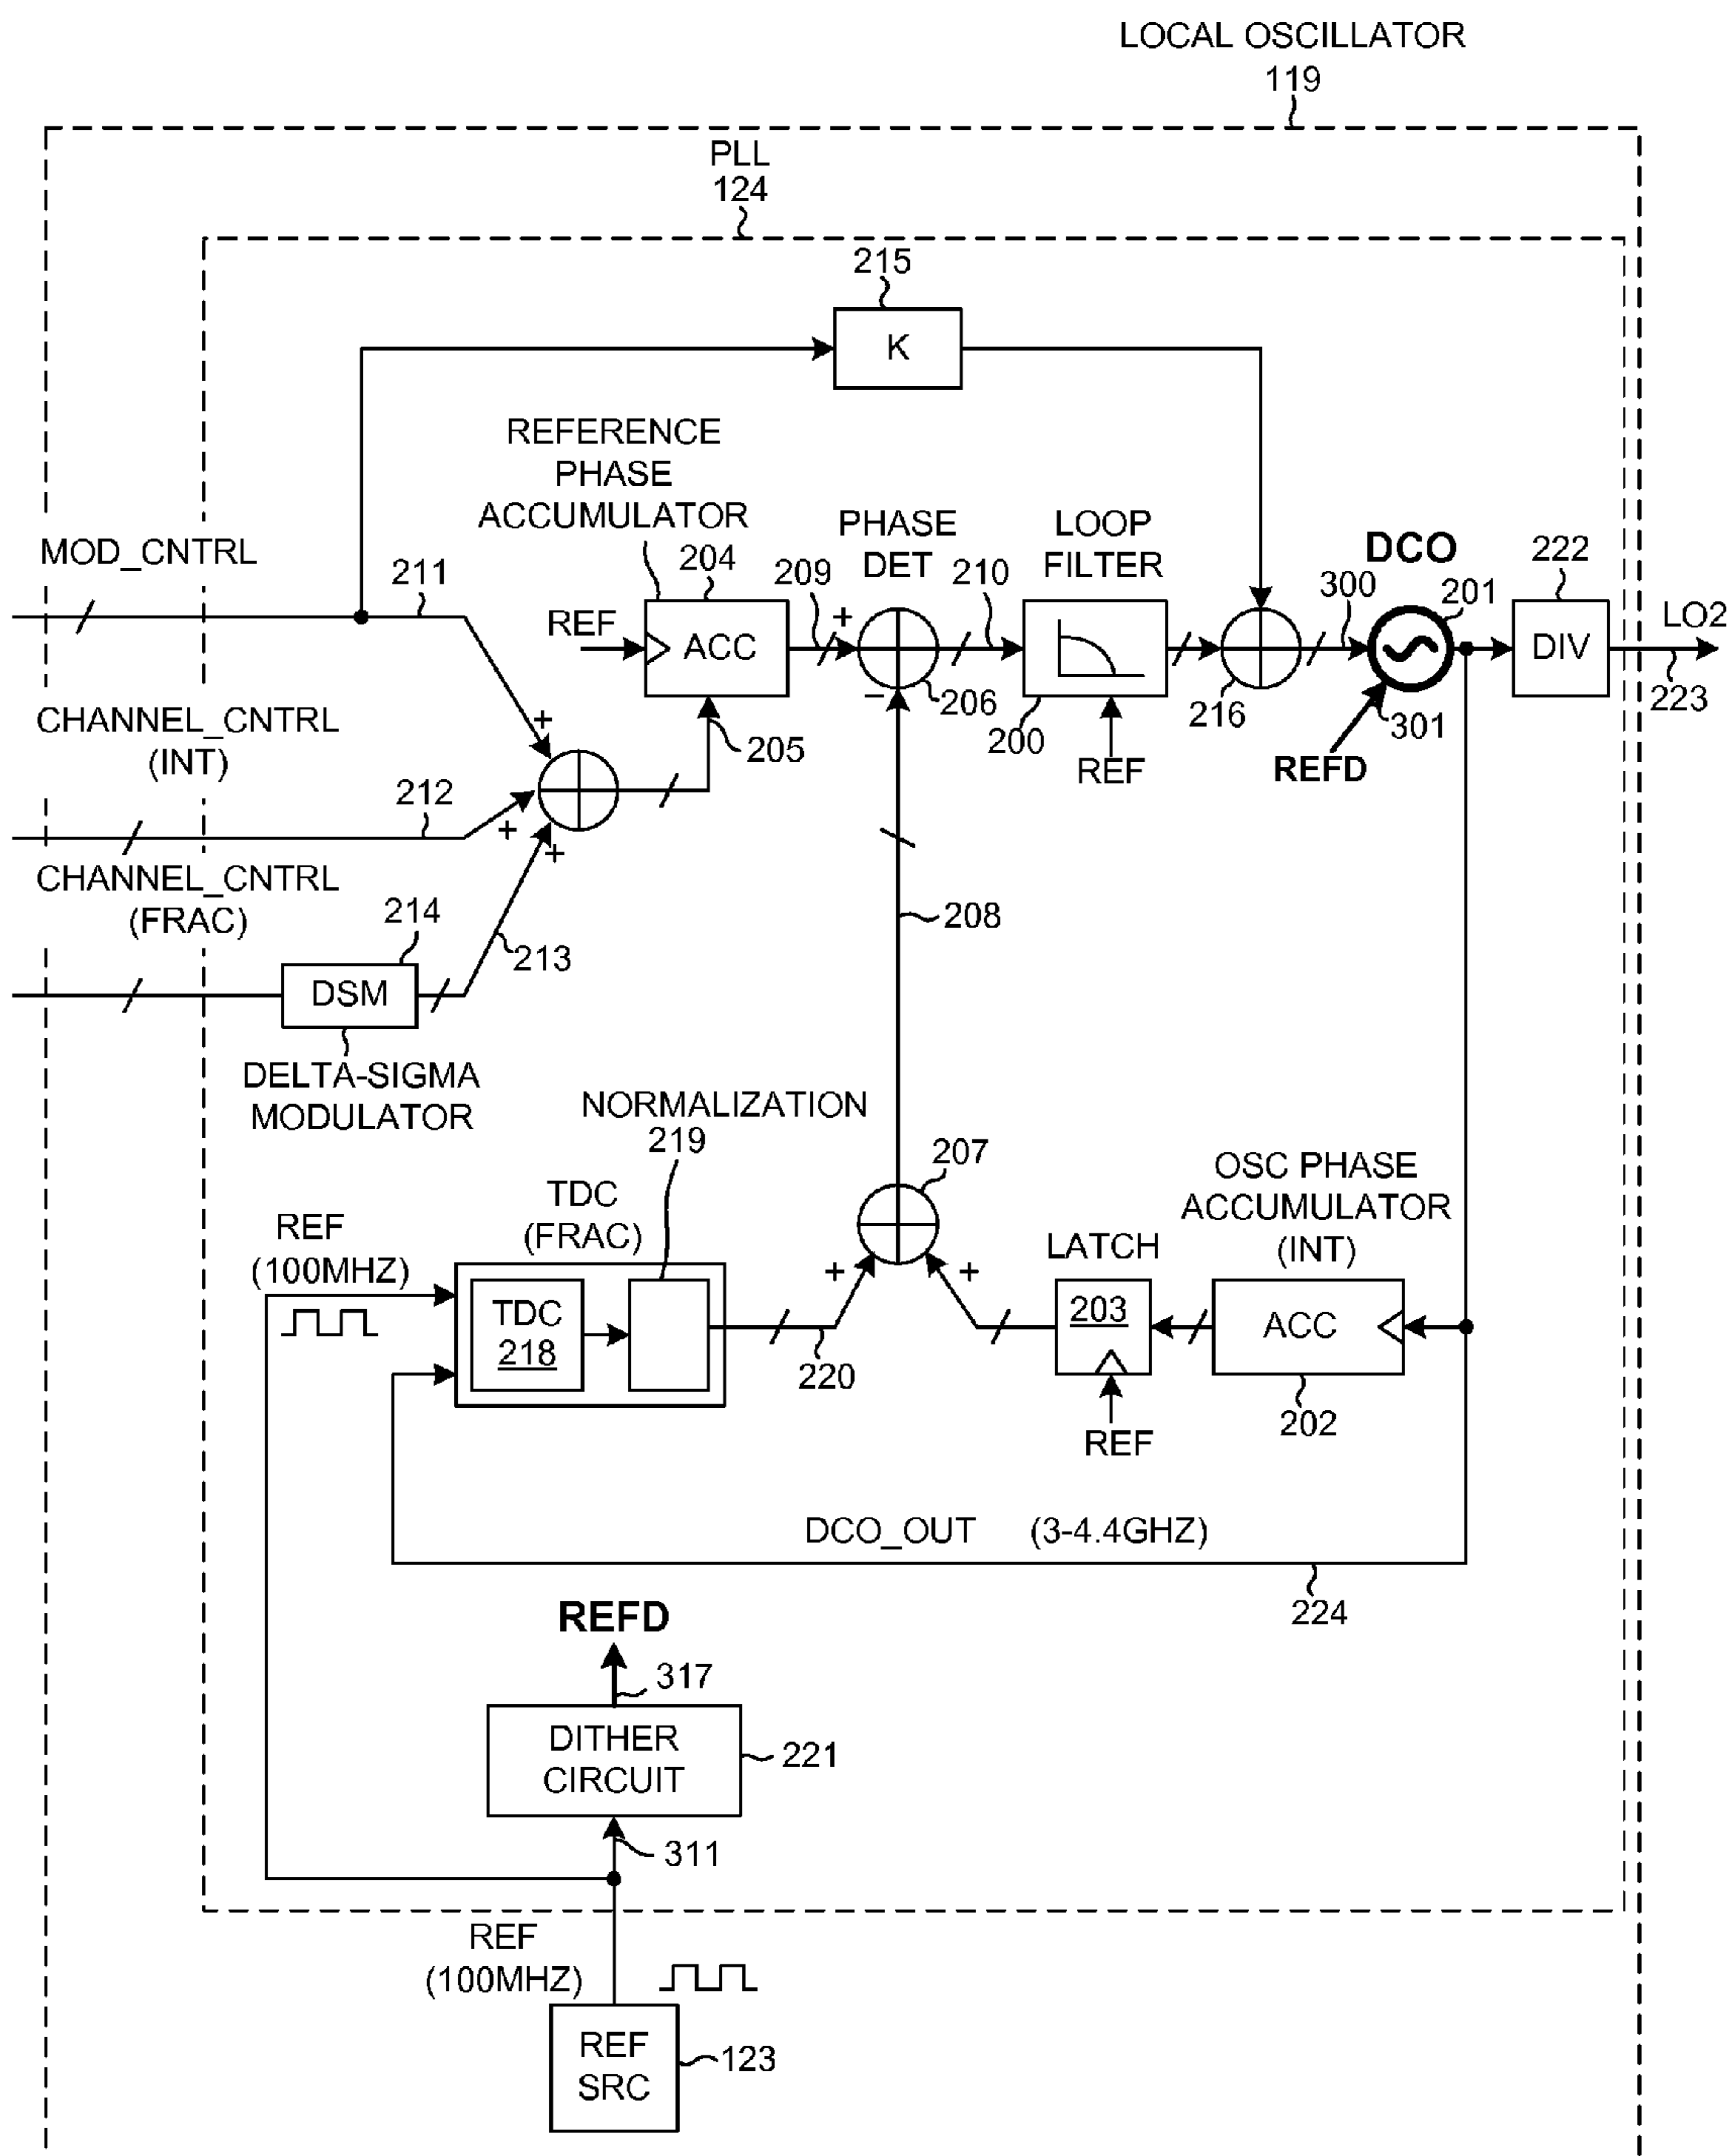 LOCAL OSCILLATOR
119
PLL
124
215
K
REFERENCE
PHASE
ACCUMULATOR
204
209
+
PHASE
DET
210
LOOP
FILTER
DCO
300
201
222
LO2
MOD_CNTRL
211
REF
ACC
DIV
223
−
206
200
216
301
REF
REFD
205
CHANNEL_CNTRL
(INT)
+
212
+
+
CHANNEL_CNTRL
(FRAC)
214
213
208
DSM
DELTA-SIGMA
MODULATOR
NORMALIZATION
219
207
OSC PHASE
ACCUMULATOR
(INT)
TDC
(FRAC)
REF
(100MHZ)
LATCH
+
+
TDC
218
220
203
ACC
202
REF
DCO_OUT (3-4.4GHZ)
224
REFD
317
DITHER
CIRCUIT
221
311
REF
(100MHZ)
REF
SRC
123